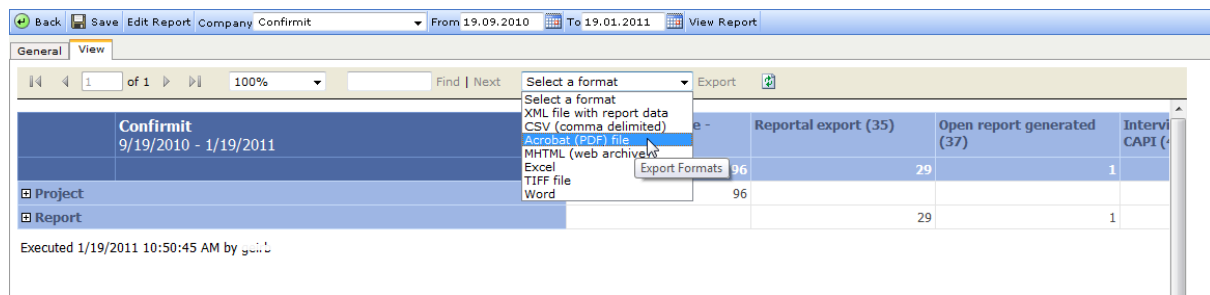 Back Save Edit Report Company Confirmit From 19.09.2010 To 19.01.2011 View Report
General View
1 of 1 100% Find | Next Select a format Export
Select a format
XML file with report data
CSV (comma delimited)
Acrobat (PDF) file
MHTML (web archive)
Excel
TIFF file
Word
Export Formats
Confirmit
9/19/2010 - 1/19/2011
e - Reportal export (35) Open report generated (37) Intervi CAPI (
96 29 1
Project 96
Report 29 1
Executed 1/19/2011 10:50:45 AM by